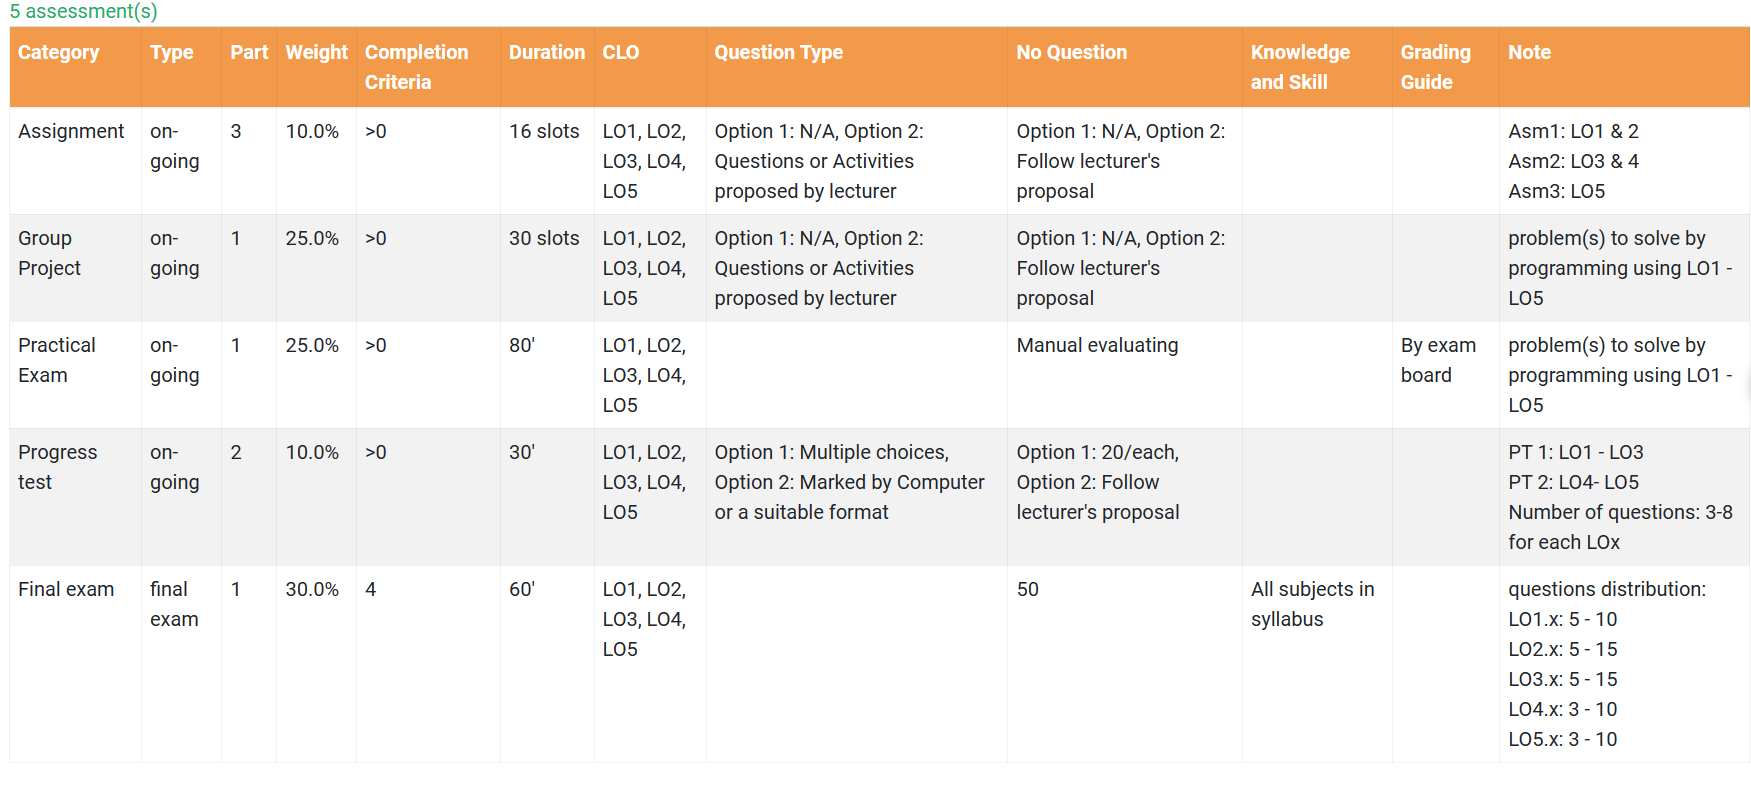 5 assessment(s)
Category Type Part Weight Completion Criteria Duration CLO Question Type No Question Knowledge and Skill Grading Guide Note
Assignment on-going 3 10.0% >0 16 slots LO1, LO2, LO3, LO4, LO5 Option 1: N/A, Option 2: Questions or Activities proposed by lecturer Option 1: N/A, Option 2: Follow lecturer's proposal Asm1: LO1 & 2
Asm2: LO3 & 4
Asm3: LO5
Group Project on-going 1 25.0% >0 30 slots LO1, LO2, LO3, LO4, LO5 Option 1: N/A, Option 2: Questions or Activities proposed by lecturer Option 1: N/A, Option 2: Follow lecturer's proposal problem(s) to solve by programming using LO1 - LO5
Practical Exam on-going 1 25.0% >0 80' LO1, LO2, LO3, LO4, LO5 Manual evaluating By exam board problem(s) to solve by programming using LO1 - LO5
Progress test on-going 2 10.0% >0 30' LO1, LO2, LO3, LO4, LO5 Option 1: Multiple choices, Option 2: Marked by Computer or a suitable format Option 1: 20/each, Option 2: Follow lecturer's proposal PT 1: LO1 - LO3
PT 2: LO4- LO5
Number of questions: 3-8 for each LOx
Final exam final exam 1 30.0% 4 60' LO1, LO2, LO3, LO4, LO5 50 All subjects in syllabus questions distribution:
LO1.x: 5 - 10
LO2.x: 5 - 15
LO3.x: 5 - 15
LO4.x: 3 - 10
LO5.x: 3 - 10